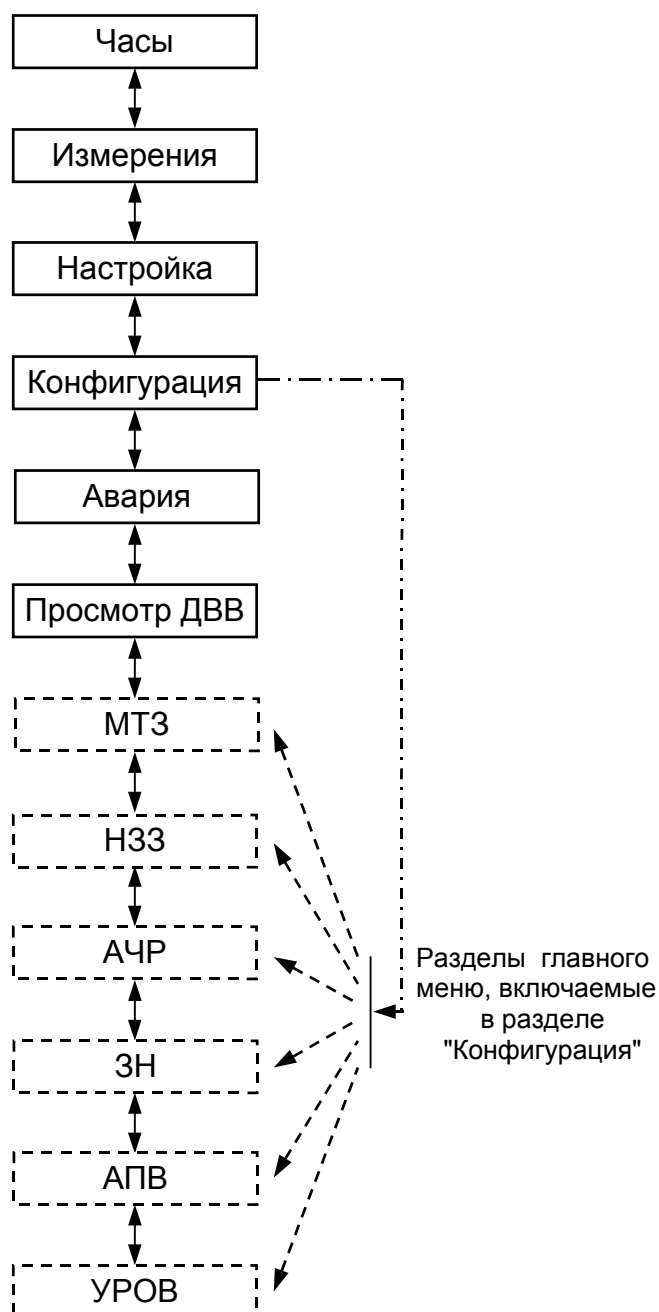 Часы
Измерения
Настройка
Конфигурация
Авария
Просмотр ДВВ
МТЗ
НЗЗ
АЧР
ЗН
АПВ
УРОВ
Разделы главного
меню, включаемые
в разделе
"Конфигурация"